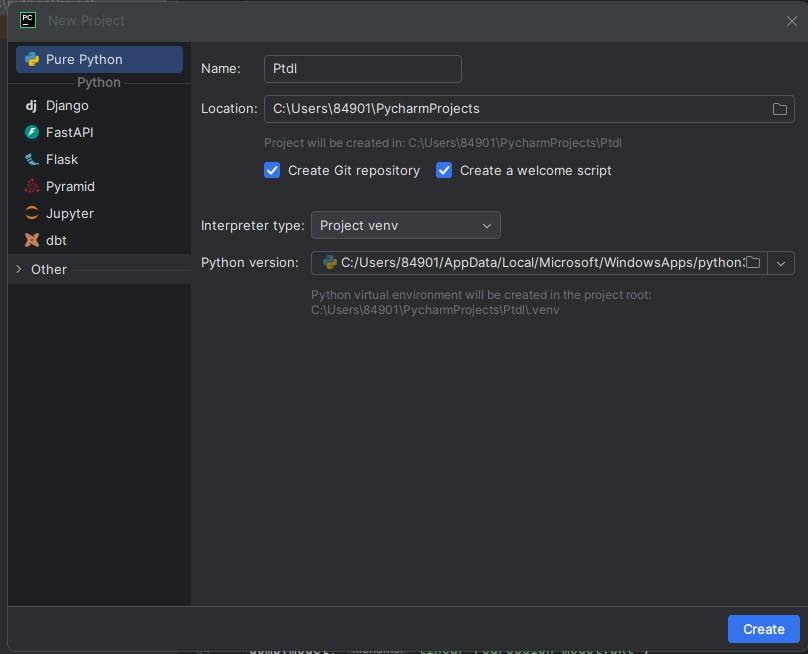 New Project
Pure Python
Python
dj Django
FastAPI
Flask
Pyramid
Jupyter
dbt
Other
Name: Ptdl
Location: C:\Users\84901\PycharmProjects
Project will be created in: C:\Users\84901\PycharmProjects\Ptdl
Create Git repository Create a welcome script
Interpreter type: Project venv
Python version: C:/Users/84901/AppData/Local/Microsoft/WindowsApps/python
Python virtual environment will be created in the project root:
C:\Users\84901\PycharmProjects\Ptdl\.venv
Create